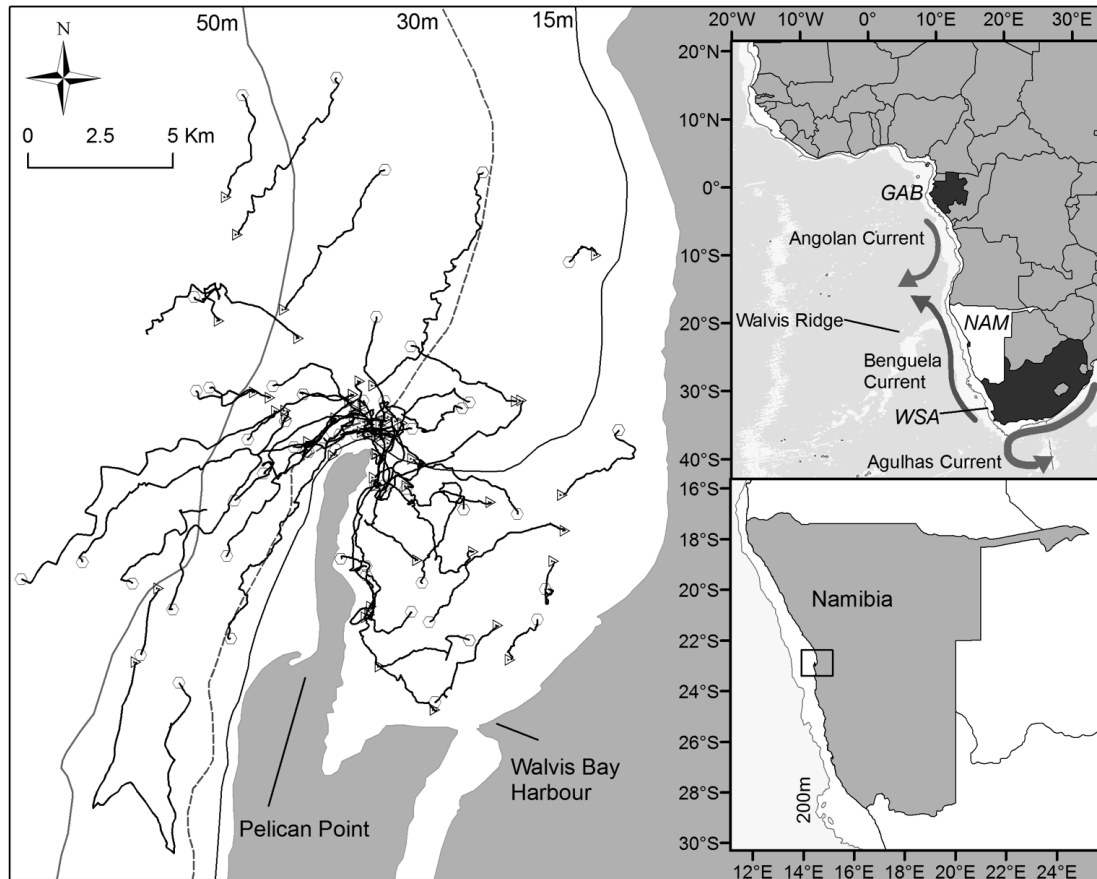 50m
30m
15m
N
0 2.5 5 Km
Pelican Point
Walvis Bay
Harbour
20°W 10°W 0° 10°E 20°E 30°E
20°N
10°N
0°
10°S
20°S
30°S
40°S
GAB
Angolan Current
Walvis Ridge
NAM
Benguela
Current
WSA
Agulhas Current
16°S
18°S
20°S
22°S
24°S
26°S
28°S
30°S
Namibia
200m
12°E 14°E 16°E 18°E 20°E 22°E 24°E